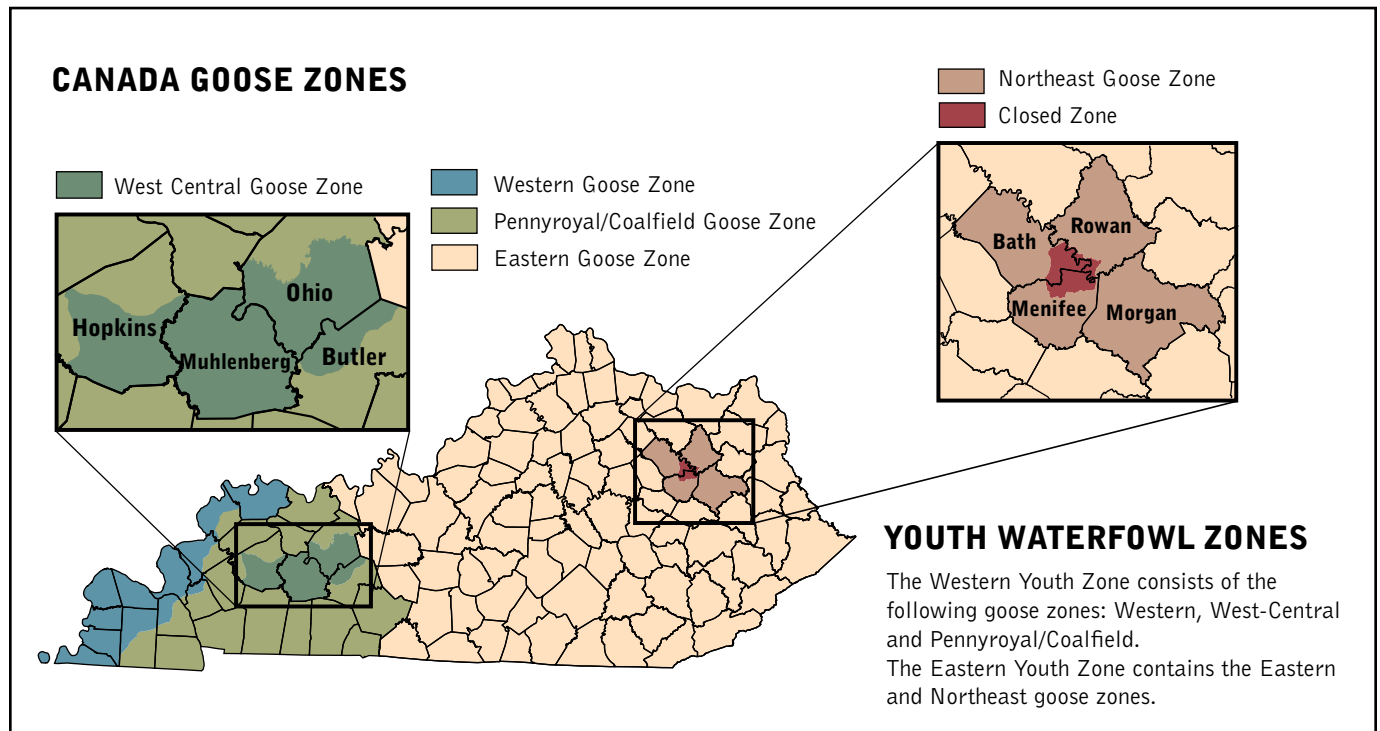 CANADA GOOSE ZONES
West Central Goose Zone
Western Goose Zone
Pennyroyal/Coalfield Goose Zone
Eastern Goose Zone
Northeast Goose Zone
Closed Zone
Ohio
Hopkins
Muhlenberg
Butler
Rowan
Bath
Menifee
Morgan
YOUTH WATERFOWL ZONES
The Western Youth Zone consists of the
following goose zones: Western, West-Central
and Pennyroyal/Coalfield.
The Eastern Youth Zone contains the Eastern
and Northeast goose zones.